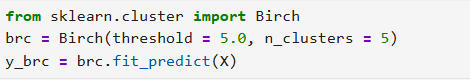 from sklearn.cluster import Birch
brc = Birch(threshold = 5.0, n_clusters = 5)
y_brc = brc.fit_predict(X)